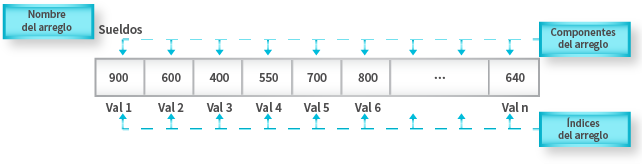 Nombre
del arreglo
Sueldos
Componentes
del arreglo
900 600 400 550 700 800 ... 640
Val 1 Val 2 Val 3 Val 4 Val 5 Val 6 Val n
Índices
del arreglo